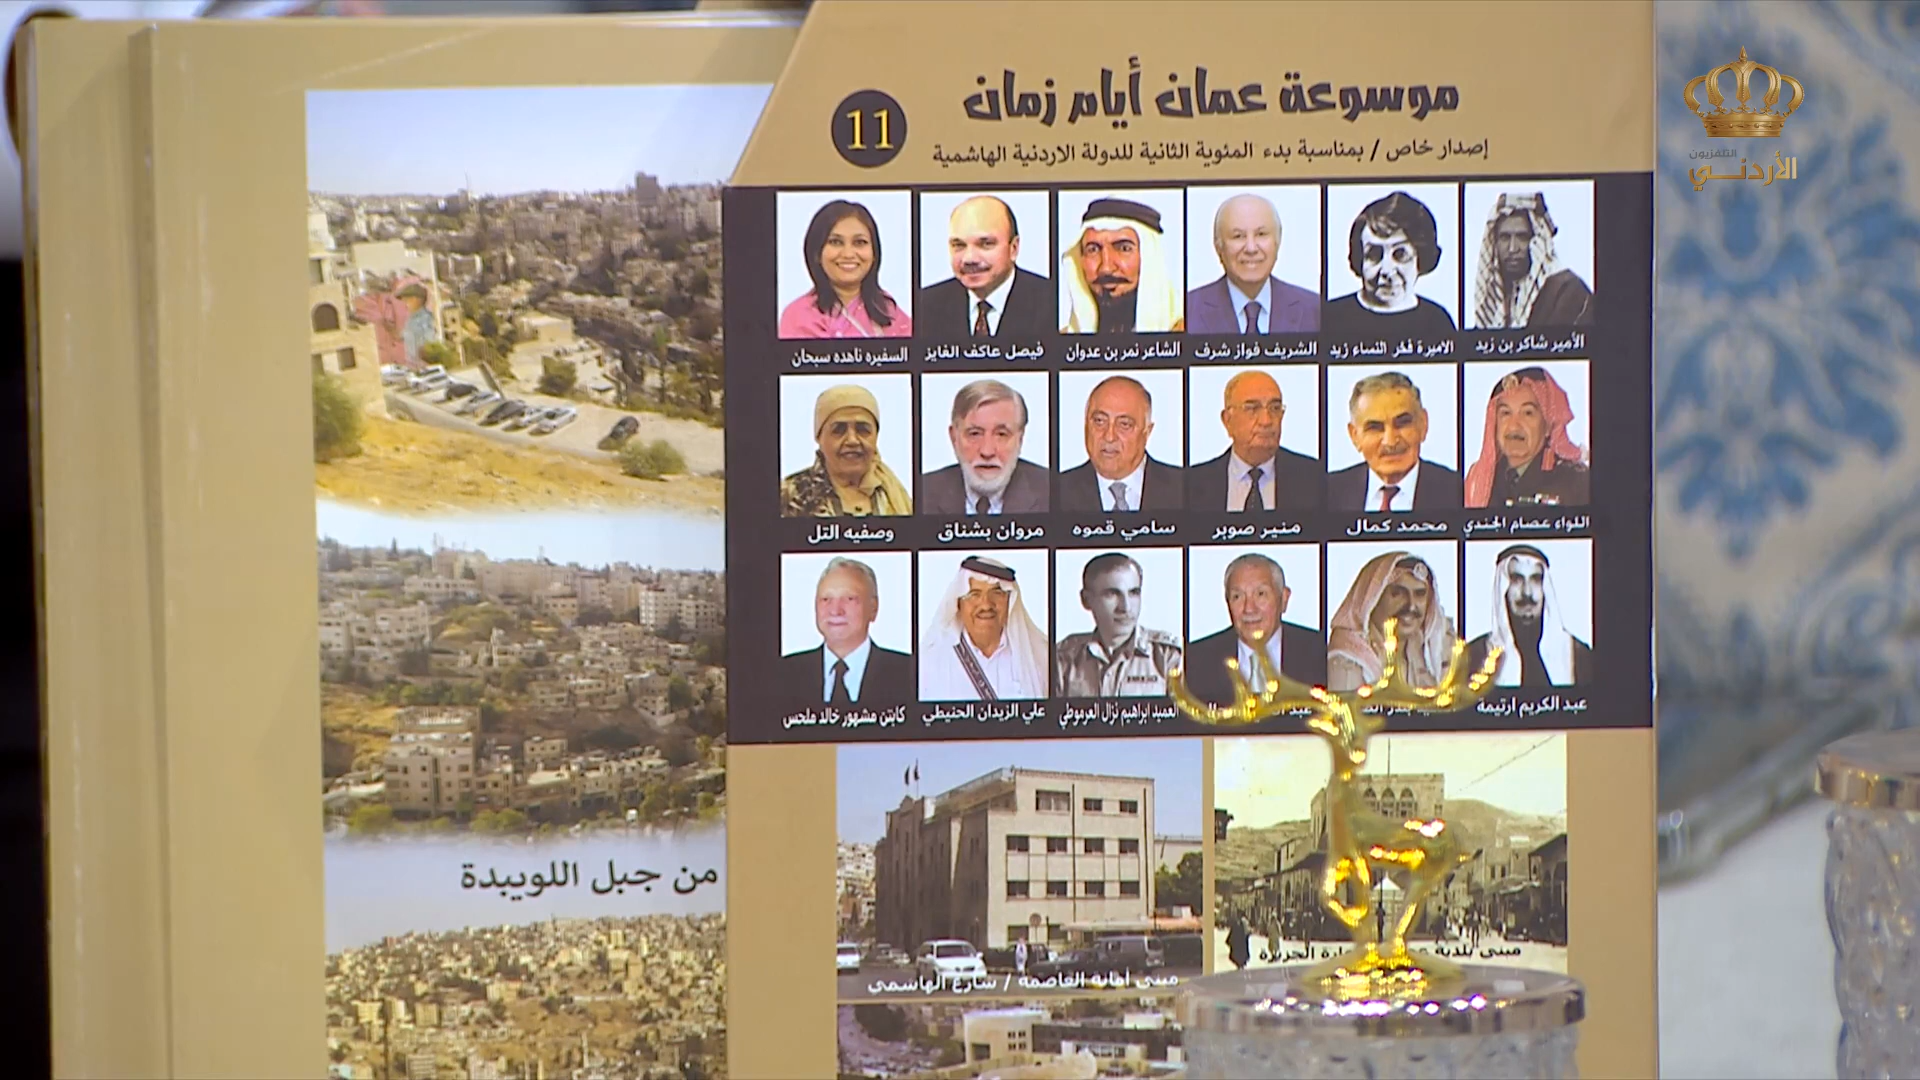 موسوعة عمان أيام زمان
11
إصدار خاص / بمناسبة بدء المئوية الثانية للدولة الاردنية الهاشمية
التلفزيون
الأردني
الأمير شاكر بن زيد
الاميرة فخر النساء زيد
الشريف فواز شرف
الشاعر نمر بن عدوان
فيصل عاكف الفايز
السفيره ناهده سبحان
اللواء عصام الجندي
محمد كمال
منير صوبر
سامي قموه
مروان بشناق
وصفيه التل
عبد الكريم ارتيمة
العميد ابراهيم نزال العرموطي
علي الزيدان الحنيطي
كابتن مشهور خالد ملحس
من جبل اللويبدة
مبنى بلدية
مبنى أمانة العاصمة / شارع الهاشمي